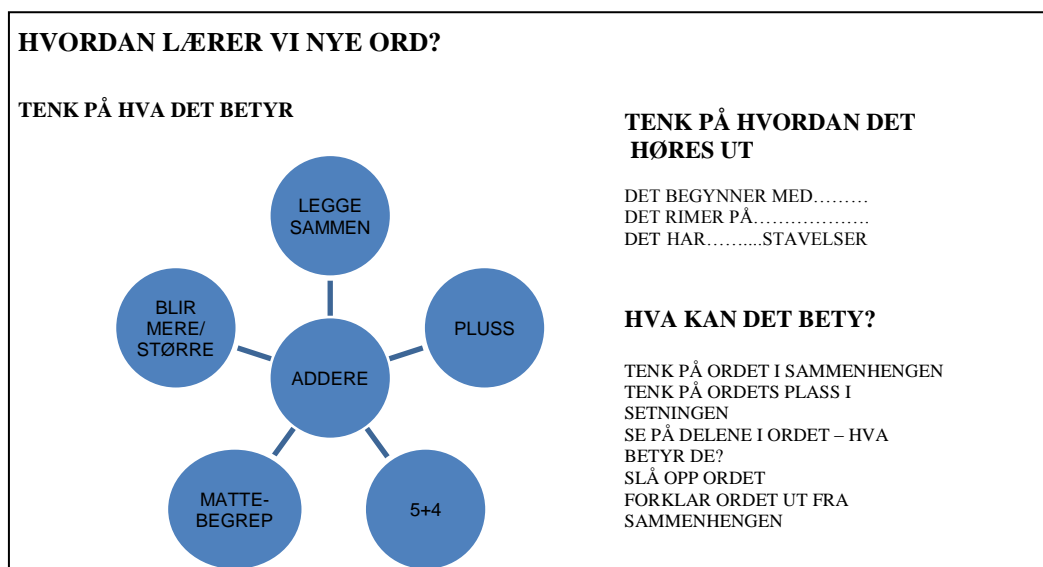 HVORDAN LÆRER VI NYE ORD?
TENK PÅ HVA DET BETYR
LEGGE
SAMMEN
BLIR
MERE/
STØRRE
PLUSS
ADDERE
MATTE-
BEGREP
5+4
TENK PÅ HVORDAN DET
HØRES UT
DET BEGYNNER MED………
DET RIMER PÅ……………….
DET HAR……....STAVELSER
HVA KAN DET BETY?
TENK PÅ ORDET I SAMMENHENGEN
TENK PÅ ORDETS PLASS I
SETNINGEN
SE PÅ DELENE I ORDET – HVA
BETYR DE?
SLÅ OPP ORDET
FORKLAR ORDET UT FRA
SAMMENHENGEN